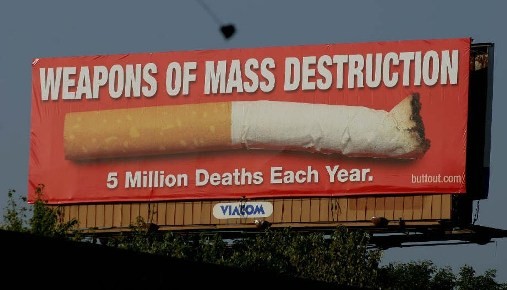 WEAPONS OF MASS DESTRUCTION
5 Million Deaths Each Year.
buttout.com
VIACOM